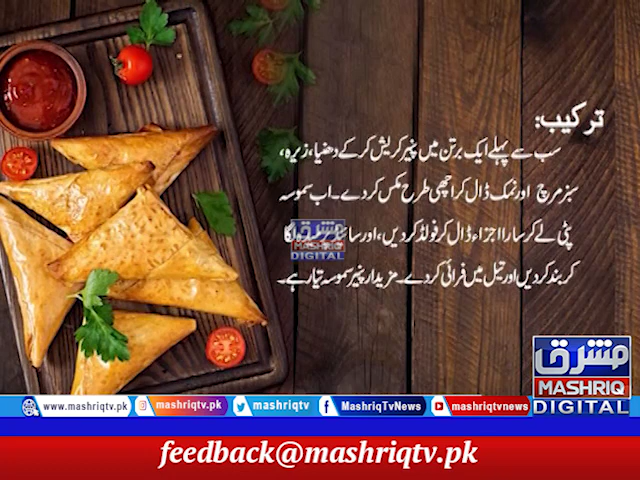 ترکیب:
سب سے پہلے ایک برتن میں پنیر کریش کر کے دھنیا، زیرہ،
سبز مرچ اور نمک ڈال کر اچھی طرح مکس کر دے۔ اب سموسہ
پٹی لے کر سارا اجزاء ڈال کر فولڈ کر دیں، اور سائیڈ پر لگا
کر بند کر دیں اور تیل میں فرائی کر دے۔ مزیدار پنیر سموسہ تیار ہے۔
مشرق
MASHRIQ
DIGITAL
مشرق
MASHRIQ
DIGITAL
www.mashriqtv.pk mashriqtv.pk mashriqtv MashriqTvNews mashriqtvnews
feedback@mashriqtv.pk